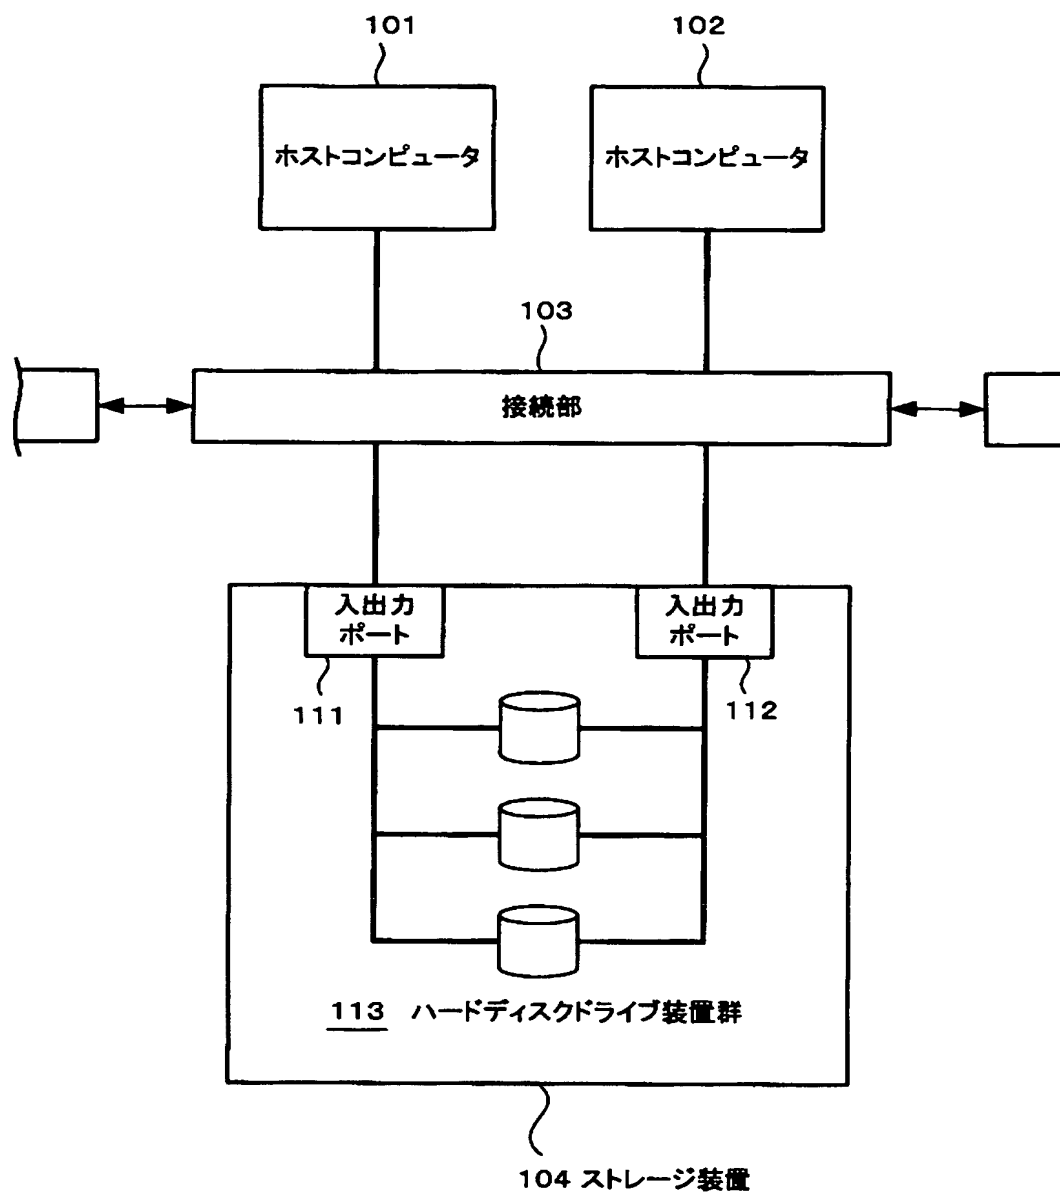 101
102
ホストコンピュータ
ホストコンピュータ
103
接続部
入出力
ポート
入出力
ポート
111
112
113 ハードディスクドライブ装置群
104 ストレージ装置